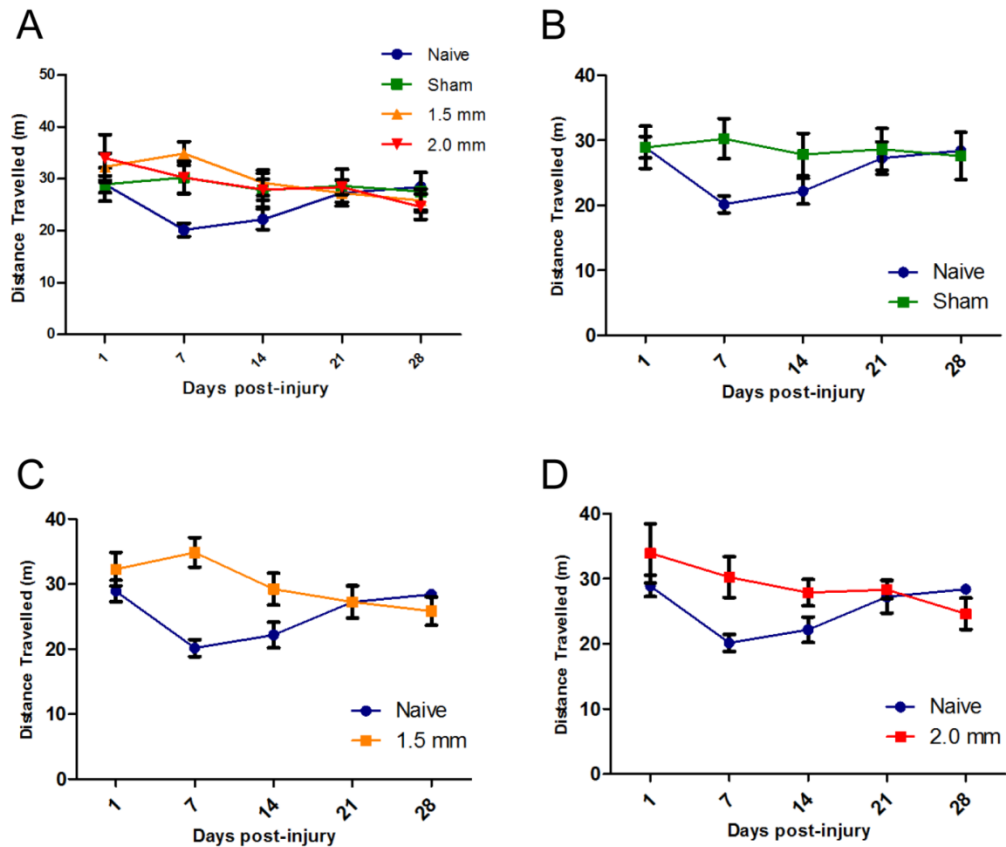 A
Naive
Sham
1.5 mm
2.0 mm
Distance Travelled (m)
50
40
30
20
10
0
1
7
14
21
28
Days post-injury
B
Distance Travelled (m)
40
30
20
10
0
Naive
Sham
1
7
14
21
28
Days post-injury
C
Distance Travelled (m)
40
30
20
10
0
Naive
1.5 mm
1
7
14
21
28
Days post-injury
D
Distance Travelled (m)
40
30
20
10
0
Naive
2.0 mm
1
7
14
21
28
Days post-injury